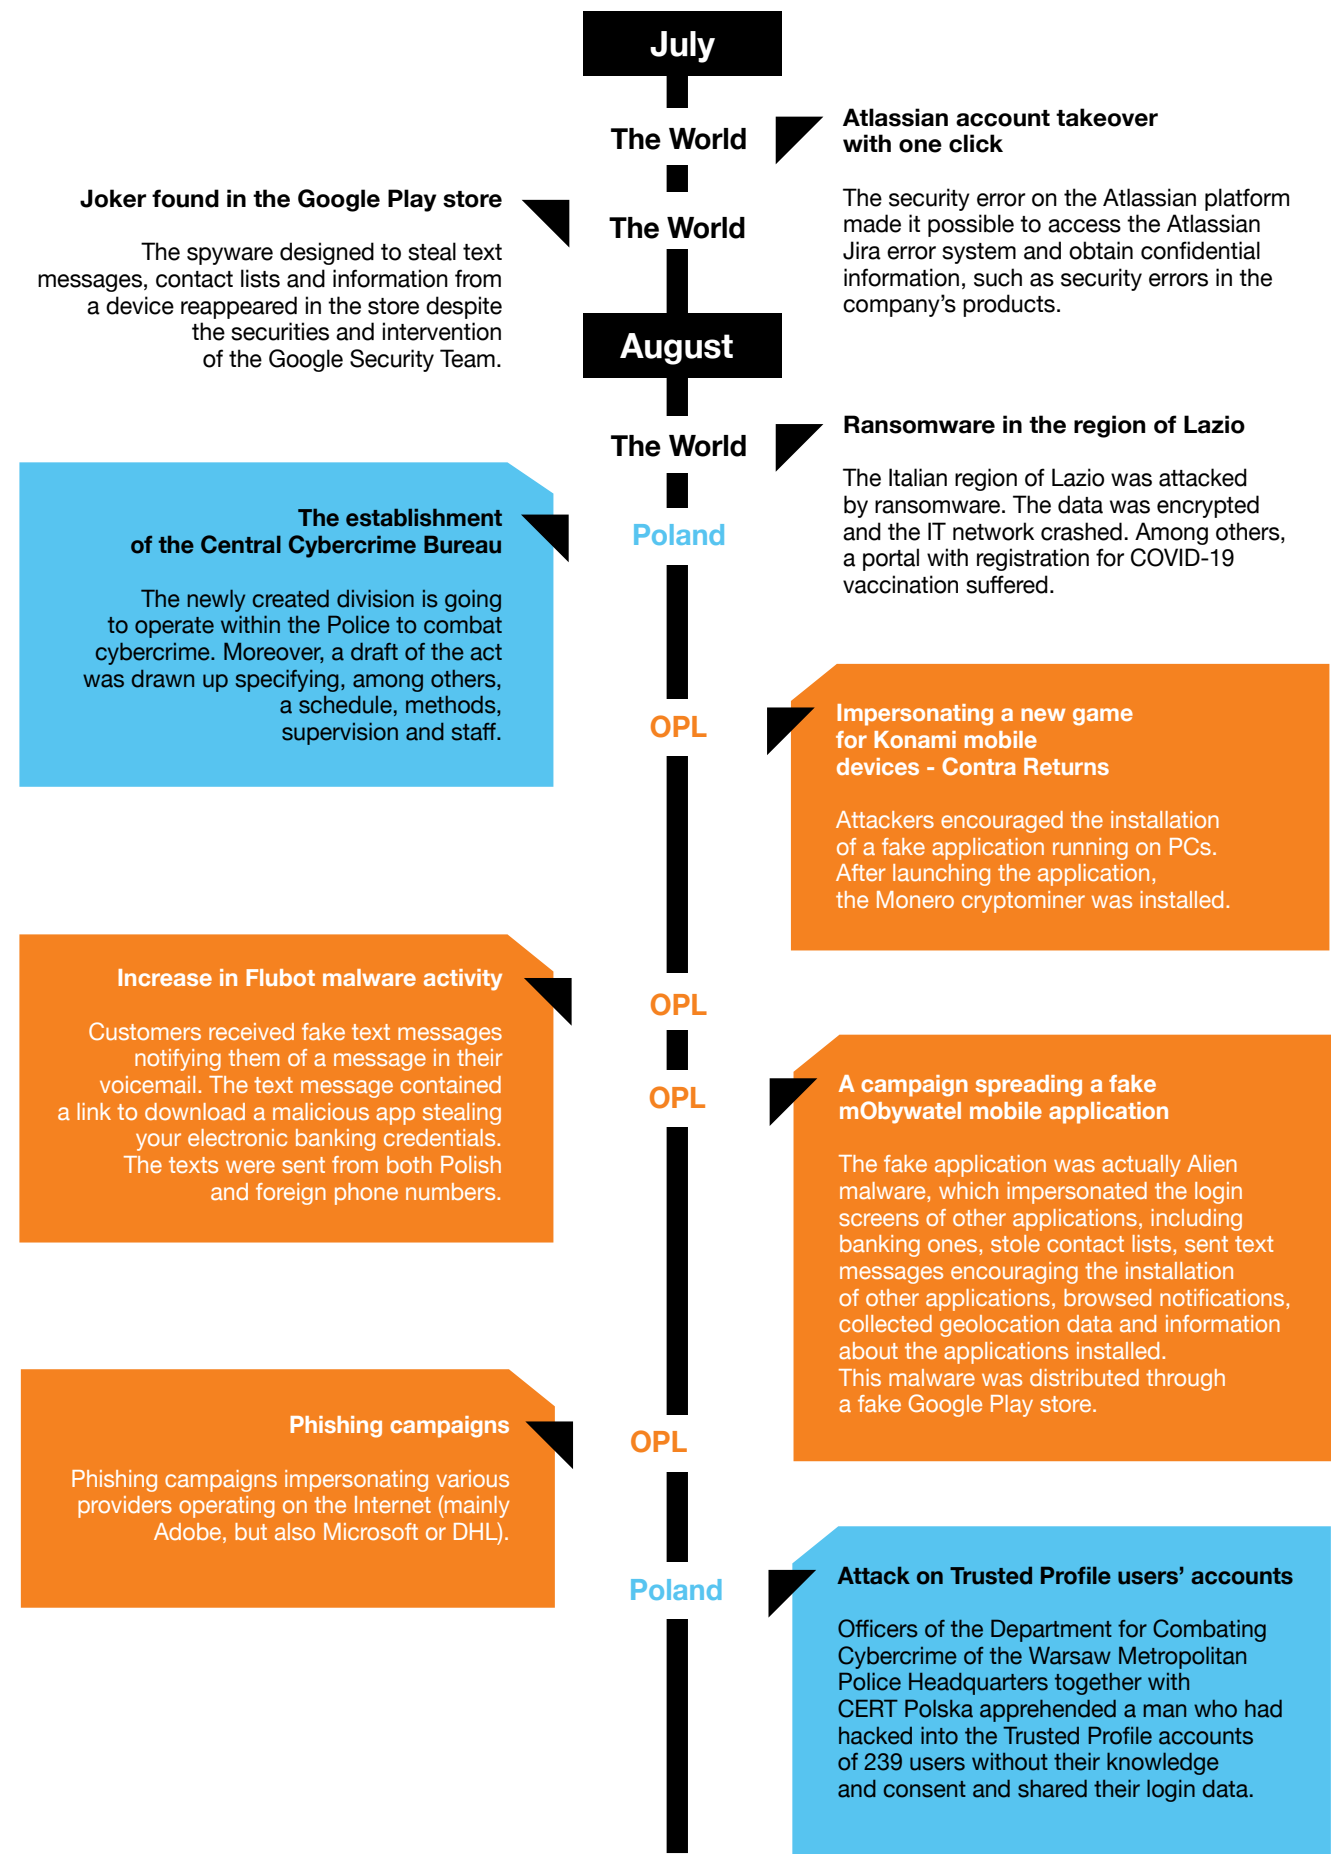 July
The World
Atlassian account takeover
with one click
The security error on the Atlassian platform
made it possible to access the Atlassian
Jira error system and obtain confidential
information, such as security errors in the
company's products.
Joker found in the Google Play store
The World
The spyware designed to steal text
messages, contact lists and information from
a device reappeared in the store despite
the securities and intervention
of the Google Security Team.
August
The World
Ransomware in the region of Lazio
The Italian region of Lazio was attacked
by ransomware. The data was encrypted
and the IT network crashed. Among others,
a portal with registration for COVID-19
vaccination suffered.
The establishment
of the Central Cybercrime Bureau
Poland
The newly created division is going
to operate within the Police to combat
cybercrime. Moreover, a draft of the act
was drawn up specifying, among others,
a schedule, methods,
supervision and staff.
OPL
Impersonating a new game
for Konami mobile
devices - Contra Returns
Attackers encouraged the installation
of a fake application running on PCs.
After launching the application,
the Monero cryptominer was installed.
Increase in Flubot malware activity
OPL
Customers received fake text messages
notifying them of a message in their
voicemail. The text message contained
a link to download a malicious app stealing
your electronic banking credentials.
The texts were sent from both Polish
and foreign phone numbers.
OPL
A campaign spreading a fake
mObywatel mobile application
The fake application was actually Alien
malware, which impersonated the login
screens of other applications, including
banking ones, stole contact lists, sent text
messages encouraging the installation
of other applications, browsed notifications,
collected geolocation data and information
about the applications installed.
This malware was distributed through
a fake Google Play store.
Phishing campaigns
OPL
Phishing campaigns impersonating various
providers operating on the Internet (mainly
Adobe, but also Microsoft or DHL).
Poland
Attack on Trusted Profile users' accounts
Officers of the Department for Combating
Cybercrime of the Warsaw Metropolitan
Police Headquarters together with
CERT Polska apprehended a man who had
hacked into the Trusted Profile accounts
of 239 users without their knowledge
and consent and shared their login data.